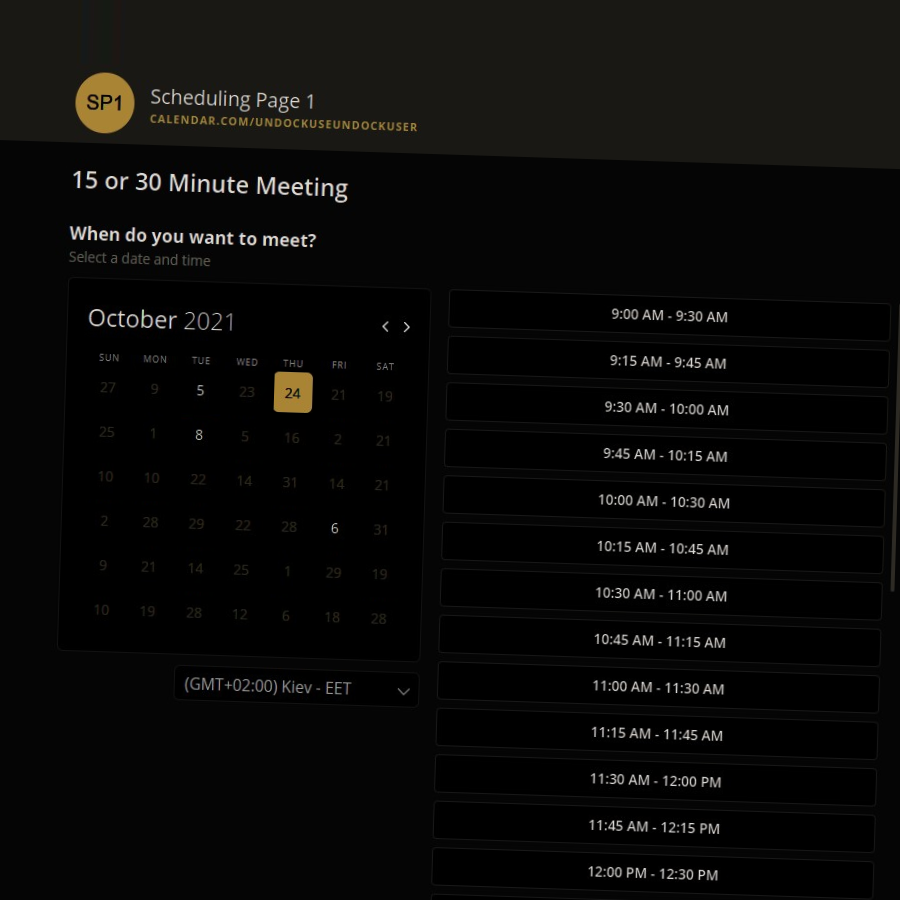 SP1
Scheduling Page 1
CALENDAR.COM/UNDOCKUSEUNDOCKUSER
15 or 30 Minute Meeting
When do you want to meet?
Select a date and time
October 2021
SUN MON TUE WED THU FRI SAT
27 9 5 23 24 21 19
25 1 8 5 16 2 21
10 10 22 14 31 14 21
2 28 29 22 28 6 31
9 21 14 25 1 29 19
10 19 28 12 6 18 28
(GMT+02:00) Kiev - EET
9:00 AM - 9:30 AM
9:15 AM - 9:45 AM
9:30 AM - 10:00 AM
9:45 AM - 10:15 AM
10:00 AM - 10:30 AM
10:15 AM - 10:45 AM
10:30 AM - 11:00 AM
10:45 AM - 11:15 AM
11:00 AM - 11:30 AM
11:15 AM - 11:45 AM
11:30 AM - 12:00 PM
11:45 AM - 12:15 PM
12:00 PM - 12:30 PM